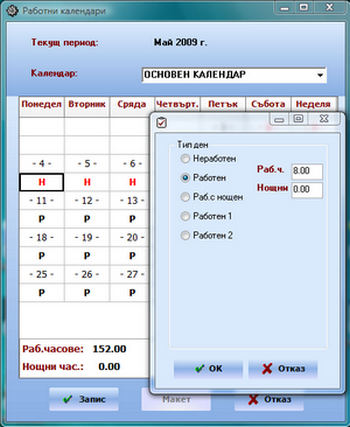 Работни календари
Текущ период: Май 2009 г.
Календар: ОСНОВЕН КАЛЕНДАР
Понедел Вторник Сряда Четвърт. Петък Събота Неделя
- 4 - - 5 - - 6 -
Н Н Н
- 11 - - 12 - - 13 -
Р Р Р
- 18 - - 19 - - 20 -
Р Р Р
- 25 - - 26 - - 27 -
Р Р Р
Раб.часове: 152.00
Нощни час.: 0.00
Запис Макет Отказ
Тип ден
Неработен
Работен
Раб.с нощен
Работен 1
Работен 2
Раб.ч. 8.00
Нощни 0.00
ОК Отказ